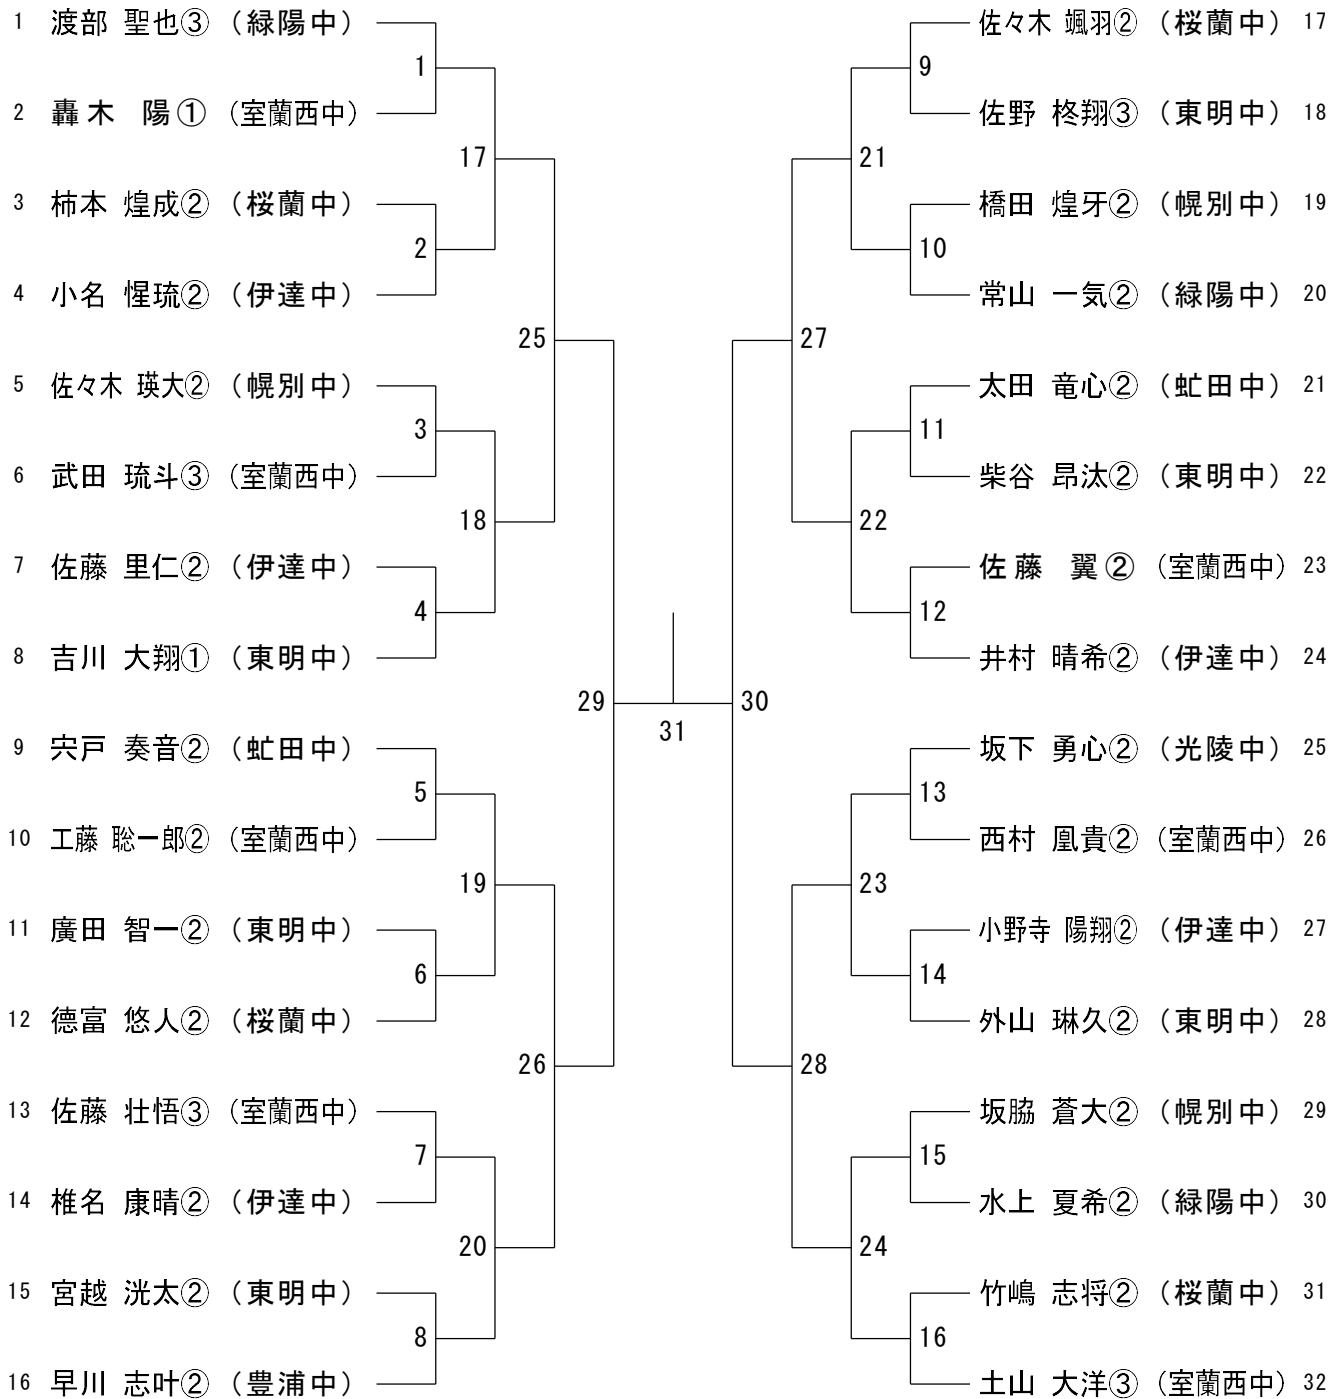 1 渡部 聖也③ （緑陽中）
2 轟木 陽① （室蘭西中）
3 柿本 煌成② （桜蘭中）
4 小名 惺琉② （伊達中）
5 佐々木 瑛大② （幌別中）
6 武田 琉斗③ （室蘭西中）
7 佐藤 里仁② （伊達中）
8 吉川 大翔① （東明中）
9 宍戸 奏音② （虻田中）
10 工藤 聡一郎② （室蘭西中）
11 廣田 智一② （東明中）
12 德富 悠人② （桜蘭中）
13 佐藤 壮悟③ （室蘭西中）
14 椎名 康晴② （伊達中）
15 宮越 洸太② （東明中）
16 早川 志叶② （豊浦中）
1
2
3
4
5
6
7
8
17
18
19
20
25
26
29
31
30
27
28
21
22
23
24
9
10
11
12
13
14
15
16
佐々木 颯羽② （桜蘭中） 17
佐野 柊翔③ （東明中） 18
橋田 煌牙② （幌別中） 19
常山 一気② （緑陽中） 20
太田 竜心② （虻田中） 21
柴谷 昂汰② （東明中） 22
佐藤 翼② （室蘭西中） 23
井村 晴希② （伊達中） 24
坂下 勇心② （光陵中） 25
西村 凰貴② （室蘭西中） 26
小野寺 陽翔② （伊達中） 27
外山 琳久② （東明中） 28
坂脇 蒼大② （幌別中） 29
水上 夏希② （緑陽中） 30
竹嶋 志将② （桜蘭中） 31
土山 大洋③ （室蘭西中） 32